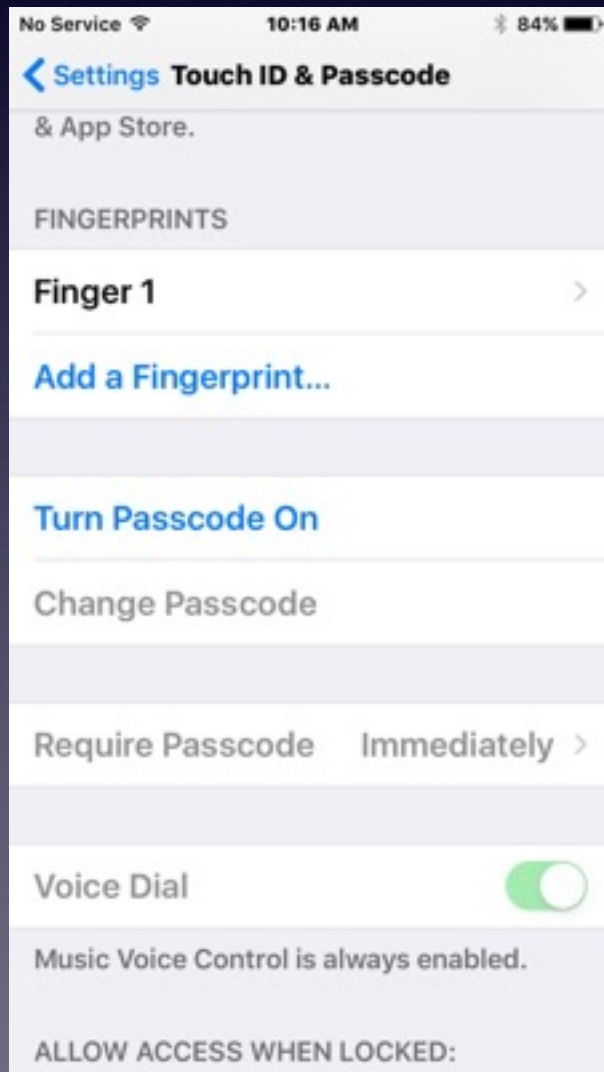 No Service 10:16 AM 84%
Settings Touch ID & Passcode
& App Store.
FINGERPRINTS
Finger 1
Add a Fingerprint...
Turn Passcode On
Change Passcode
Require Passcode Immediately
Voice Dial
Music Voice Control is always enabled.
ALLOW ACCESS WHEN LOCKED: